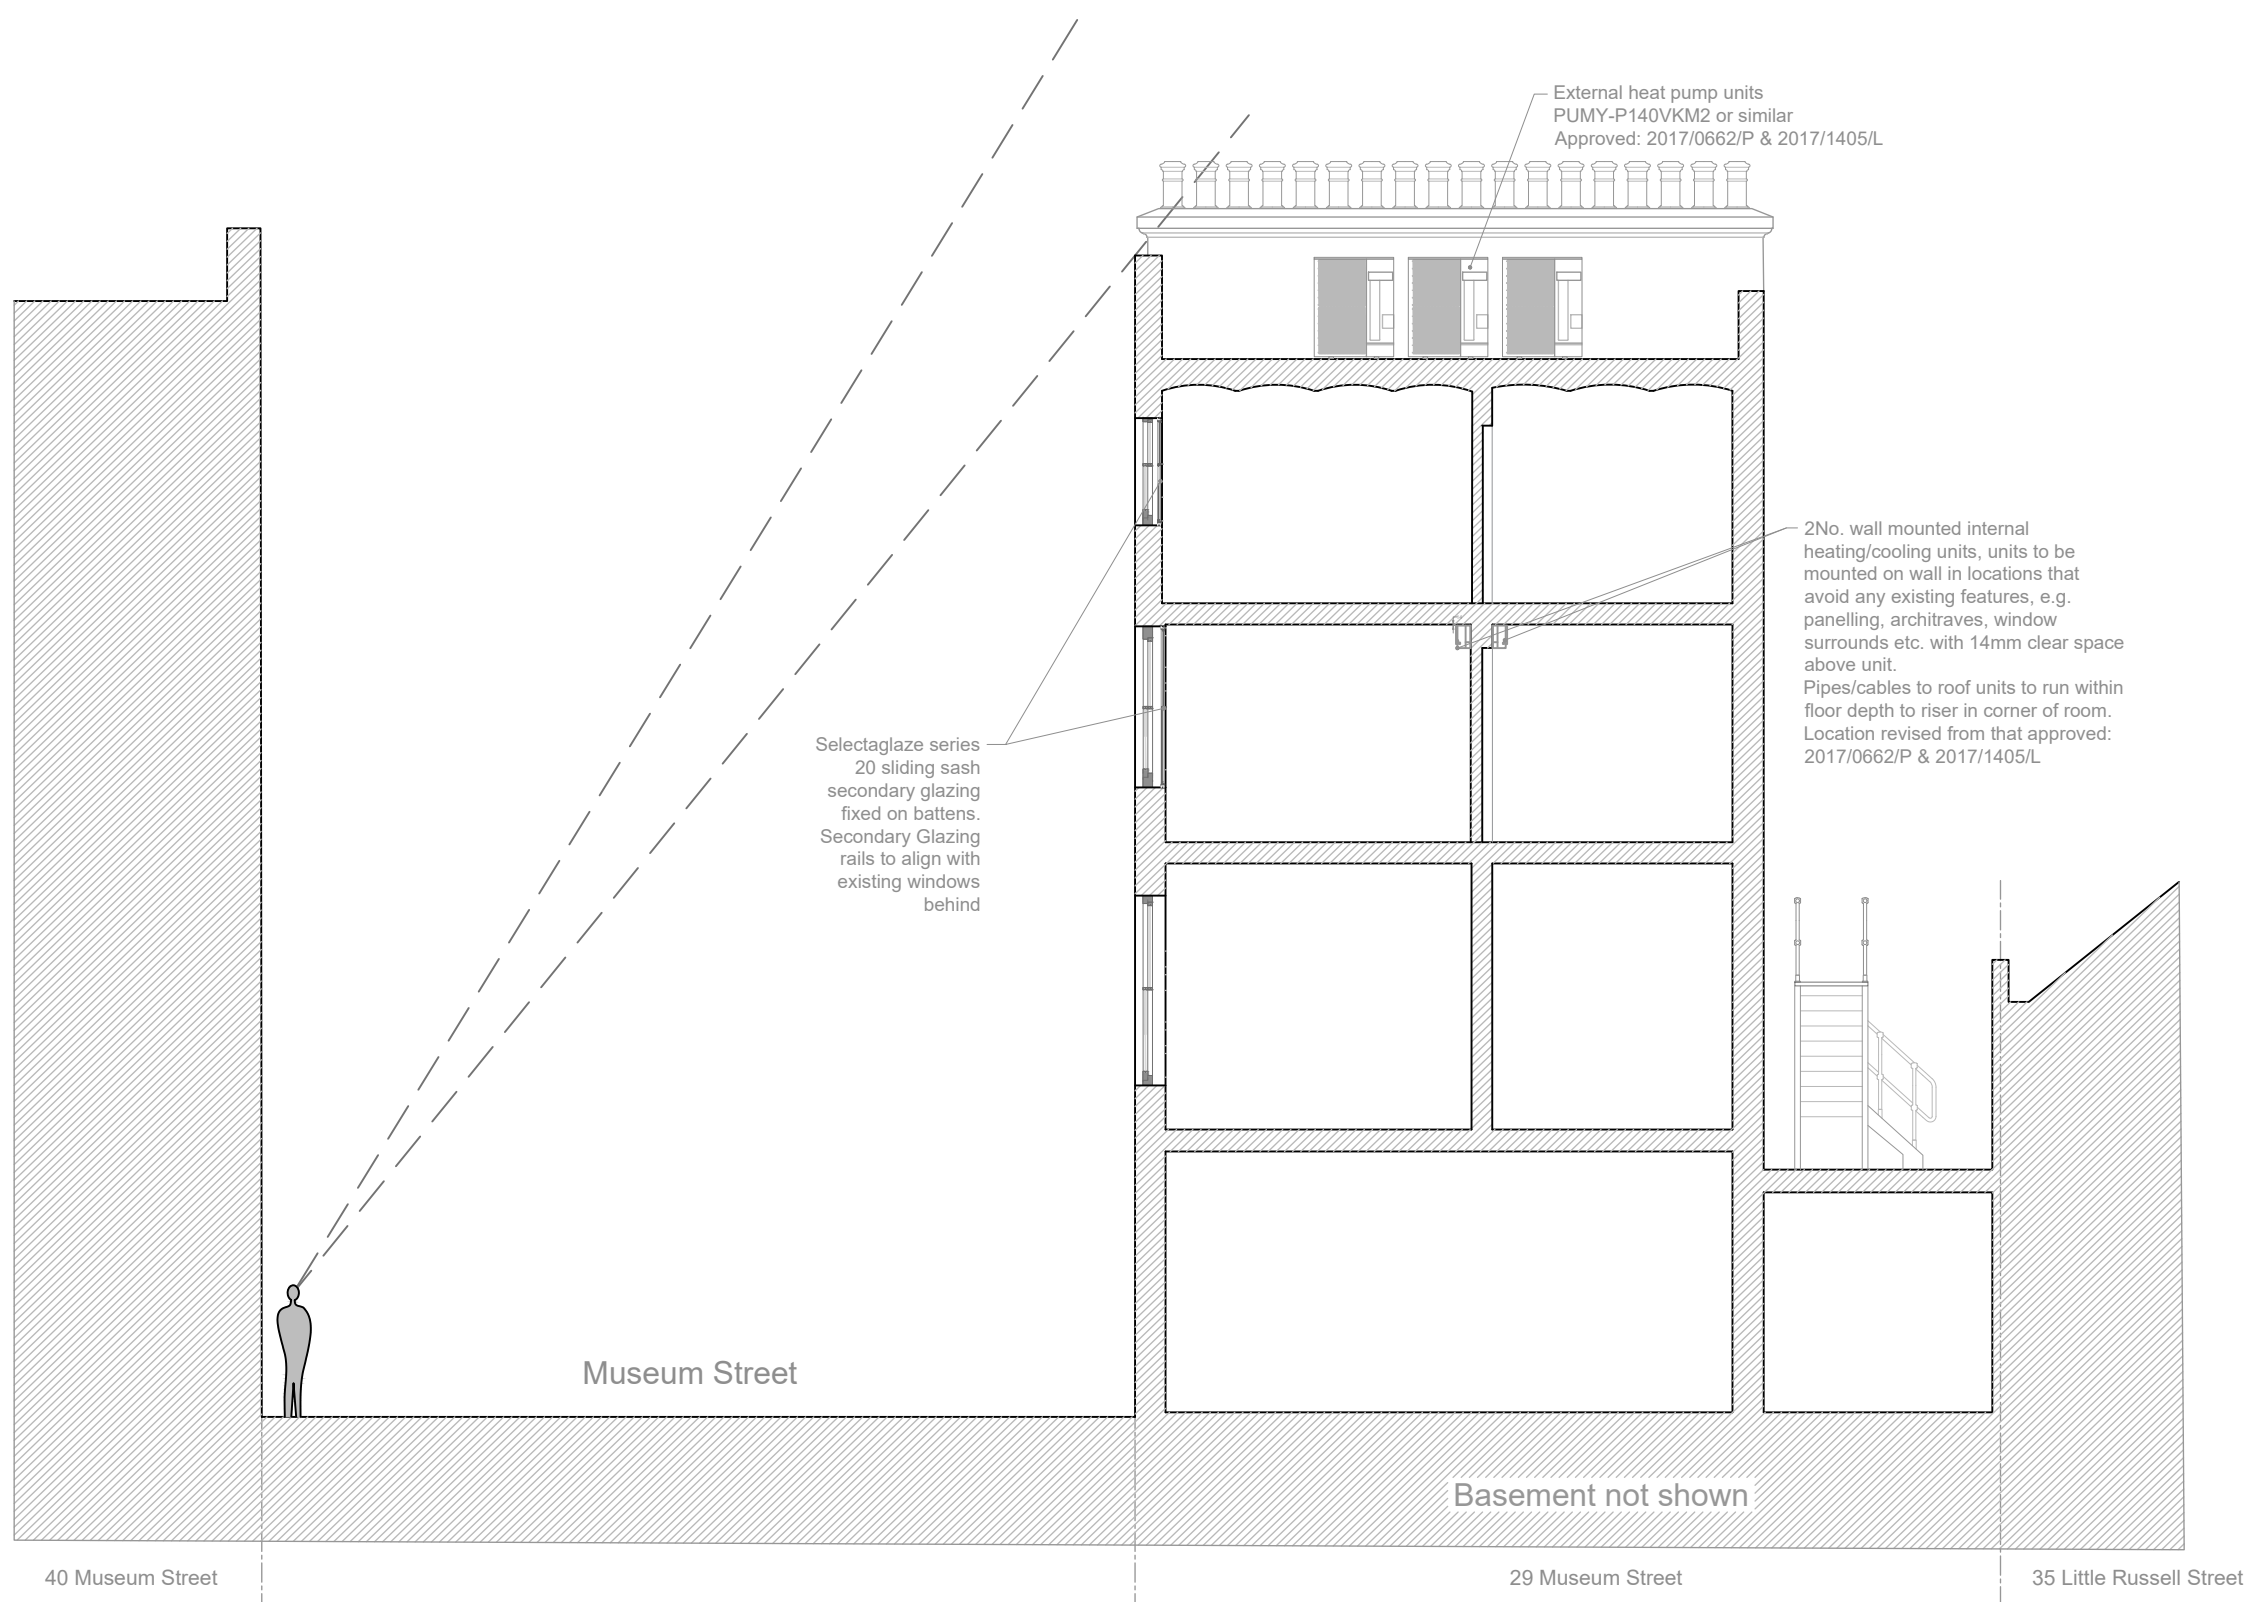 External heat pump units
PUMY-P140VKM2 or similar
Approved: 2017/0662/P & 2017/1405/L
2No. wall mounted internal
heating/cooling units, units to be
mounted on wall in locations that
avoid any existing features, e.g.
panelling, architraves, window
surrounds etc. with 14mm clear space
above unit.
Pipes/cables to roof units to run within
floor depth to riser in corner of room.
Location revised from that approved:
2017/0662/P & 2017/1405/L
Selectaglaze series
20 sliding sash
secondary glazing
fixed on battens.
Secondary Glazing
rails to align with
existing windows
behind
Museum Street
Basement not shown
40 Museum Street
29 Museum Street
35 Little Russell Street